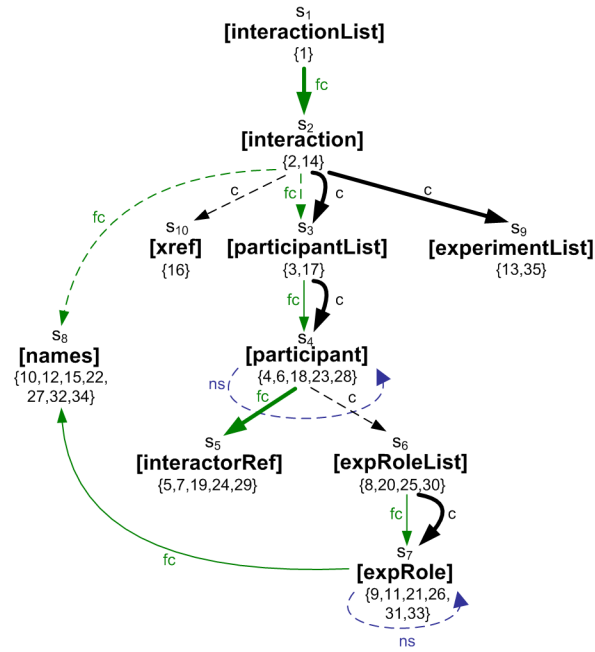 s1
[interactionList]
{1}
fc
s2
[interaction]
{2,14}
fc
c
fc
c
c
s10
[xref]
{16}
s3
[participantList]
{3,17}
s9
[experimentList]
{13,35}
fc
c
s8
[names]
{10,12,15,22,
27,32,34}
s4
[participant]
{4,6,18,23,28}
ns
fc
c
s5
[interactorRef]
{5,7,19,24,29}
s6
[expRoleList]
{8,20,25,30}
fc
c
s7
[expRole]
{9,11,21,26,
31,33}
fc
ns